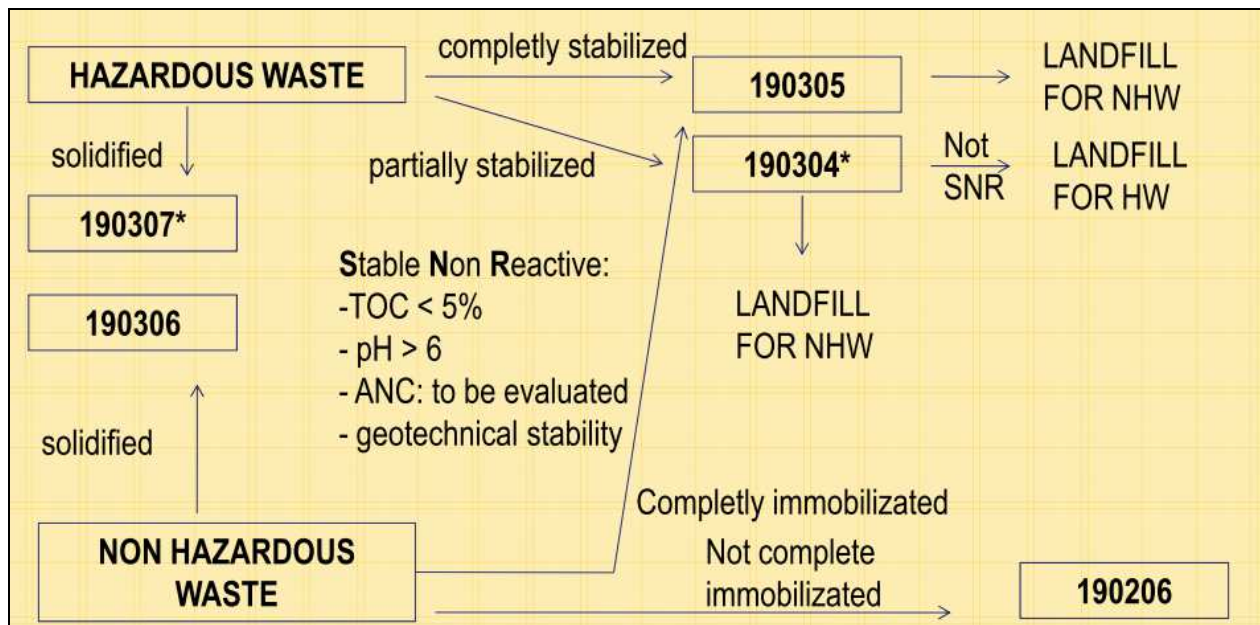 completly stabilized
HAZARDOUS WASTE
190305
LANDFILL
FOR NHW
solidified
partially stabilized
190304*
Not
SNR
LANDFILL
FOR HW
190307*
Stable Non Reactive:
-TOC < 5%
- pH > 6
- ANC: to be evaluated
- geotechnical stability
LANDFILL
FOR NHW
190306
solidified
Completly immobilizated
NON HAZARDOUS
WASTE
Not complete
immobilizated
190206